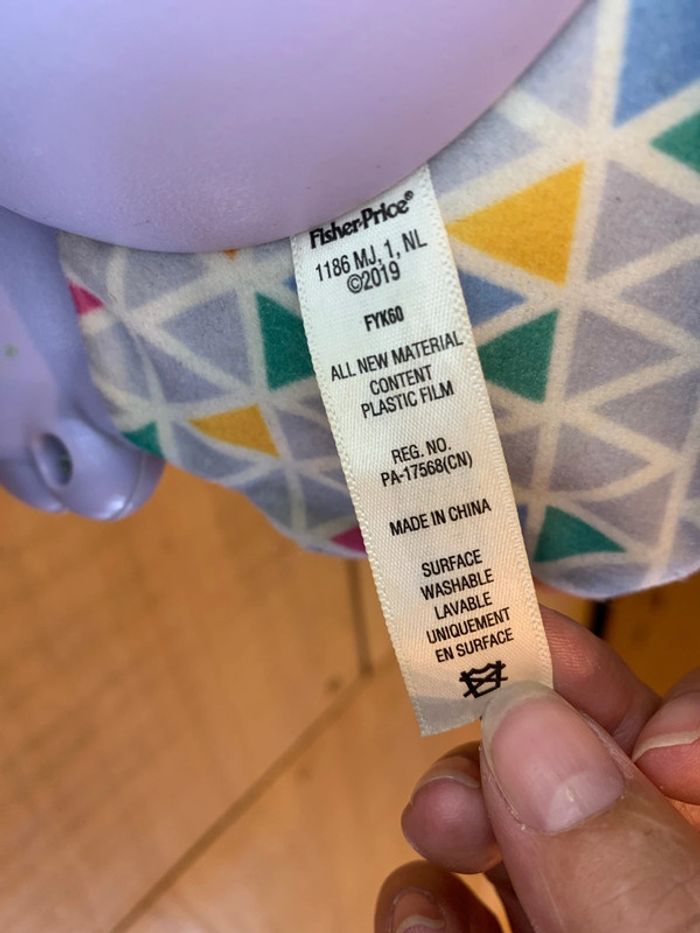 Fisher-Price®
1186 MJ, 1, NL
©2019
FYK60
ALL NEW MATERIAL
CONTENT
PLASTIC FILM
REG. NO.
PA-17568(CN)
MADE IN CHINA
SURFACE
WASHABLE
LAVABLE
UNIQUEMENT
EN SURFACE